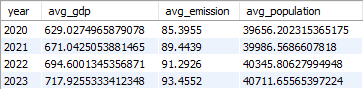 year avg_gdp avg_emission avg_population
2020 629.0274965879078 85.3955 39656.202315365175
2021 671.0425053881465 89.4439 39986.5686607818
2022 694.6001345356871 91.2926 40345.80627994948
2023 717.9255333412348 93.4552 40711.65565397224